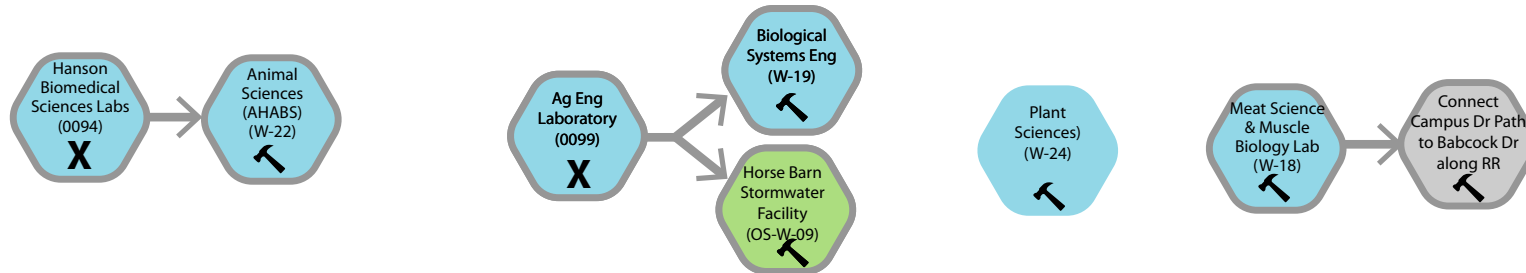 Hanson
Biomedical
Sciences Labs
(0094)
X
Animal
Sciences
(AHABS)
(W-22)
Ag Eng
Laboratory
(0099)
X
Biological
Systems Eng
(W-19)
Horse Barn
Stormwater
Facility
(OS-W-09)
Plant
Sciences)
(W-24)
Meat Science
& Muscle
Biology Lab
(W-18)
Connect
Campus Dr Path
to Babcock Dr
along RR